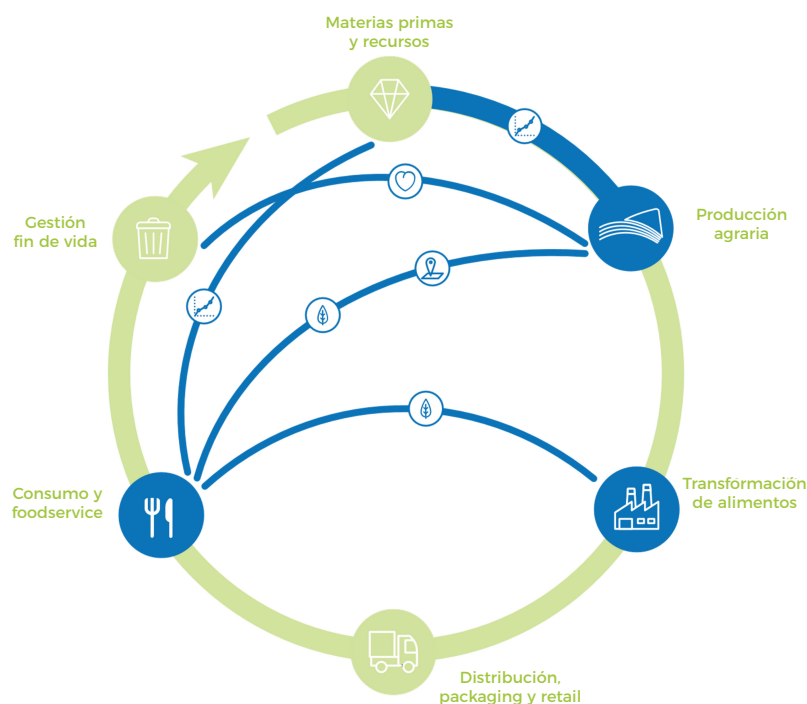 Materias primas
y recursos
Producción
agraria
Transformación
de alimentos
Distribución,
packaging y retail
Consumo y
foodservice
Gestión
fin de vida